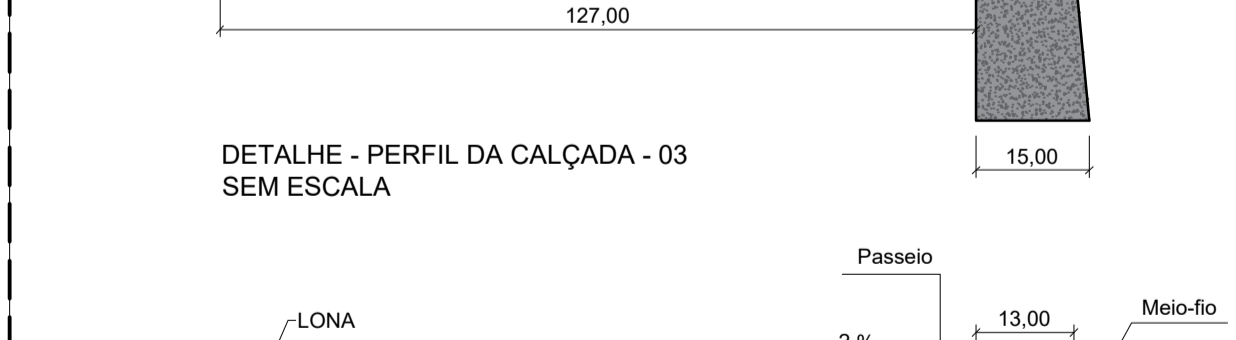 127,00
DETALHE - PERFIL DA CALÇADA - 03
SEM ESCALA
15,00
Passeio
LONA
13,00
Meio-fio